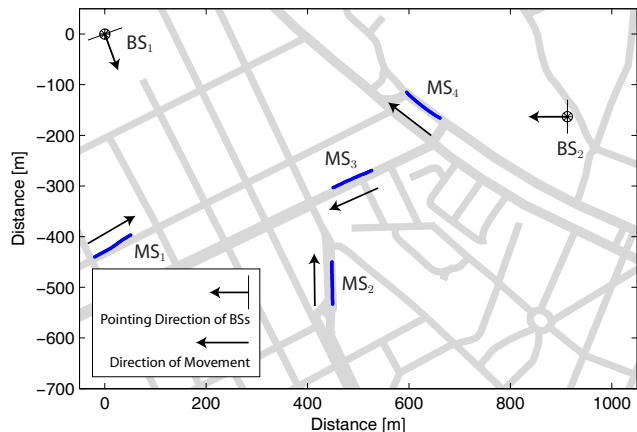 0
−100
−200
−300
−400
−500
−600
−700
Distance [m]
BS1
BS2
MS4
MS3
MS1
MS2
Pointing Direction of BSs
Direction of Movement
0 200 400 600 800 1000
Distance [m]